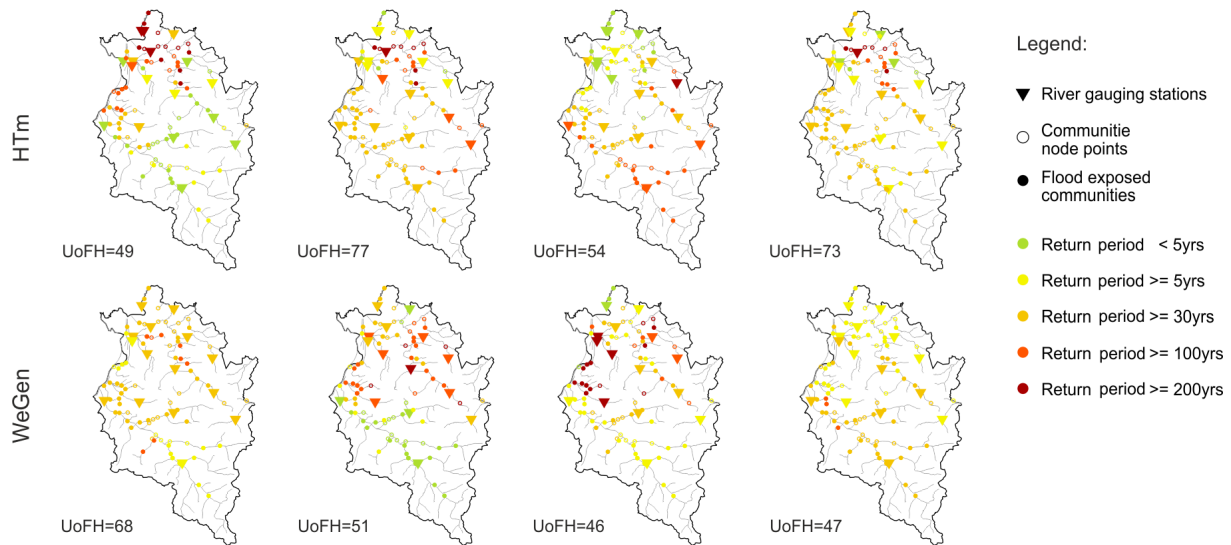 HTm
UoFH=49
UoFH=77
UoFH=54
UoFH=73
WeGen
UoFH=68
UoFH=51
UoFH=46
UoFH=47
Legend:
River gauging stations
Communitie
node points
Flood exposed
communities
Return period < 5yrs
Return period >= 5yrs
Return period >= 30yrs
Return period >= 100yrs
Return period >= 200yrs